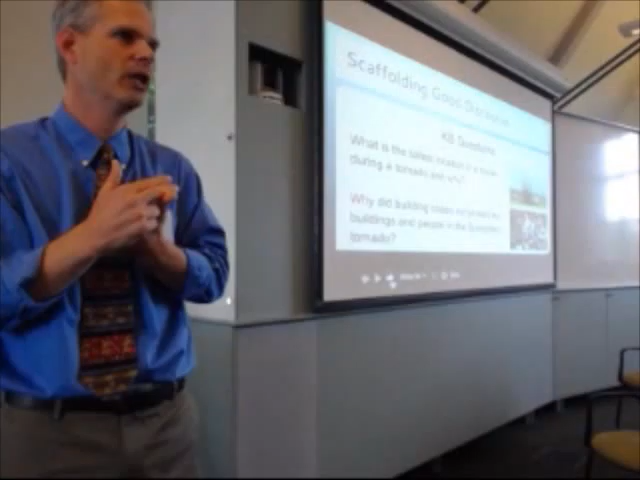 Scaffolding Good Discussion
KB Questions
What is the safest location in a house
during a tornado and why?
Why did building codes not protect
buildings and people in the
tornado?